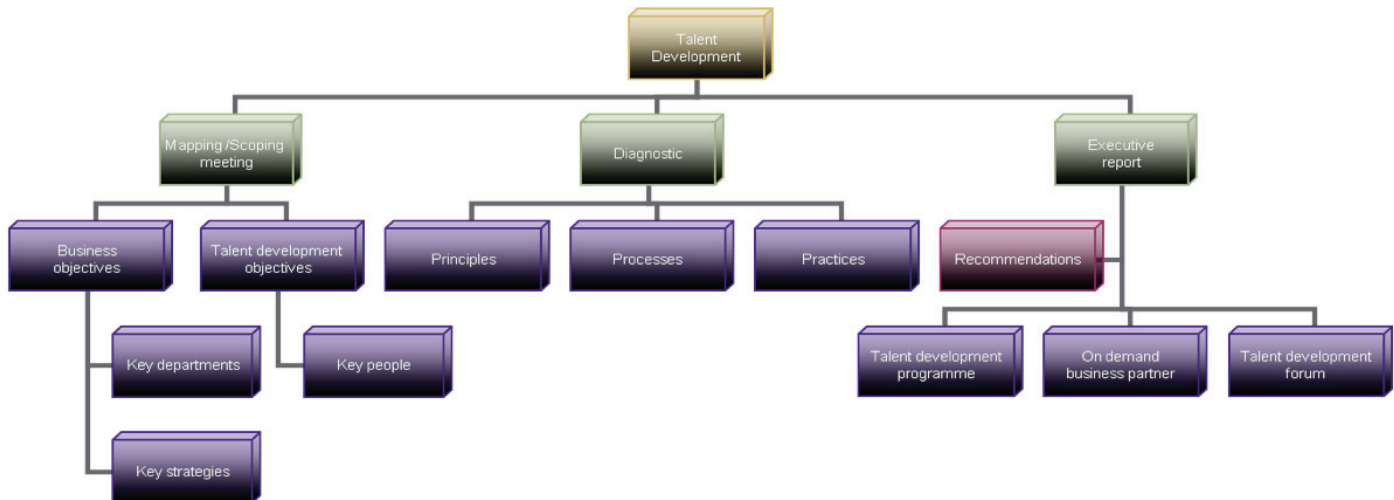 Talent
Development
Mapping /Scoping
meeting
Diagnostic
Executive
report
Business
objectives
Talent development
objectives
Principles
Processes
Practices
Recommendations
Key departments
Key people
Talent development
programme
On demand
business partner
Talent development
forum
Key strategies